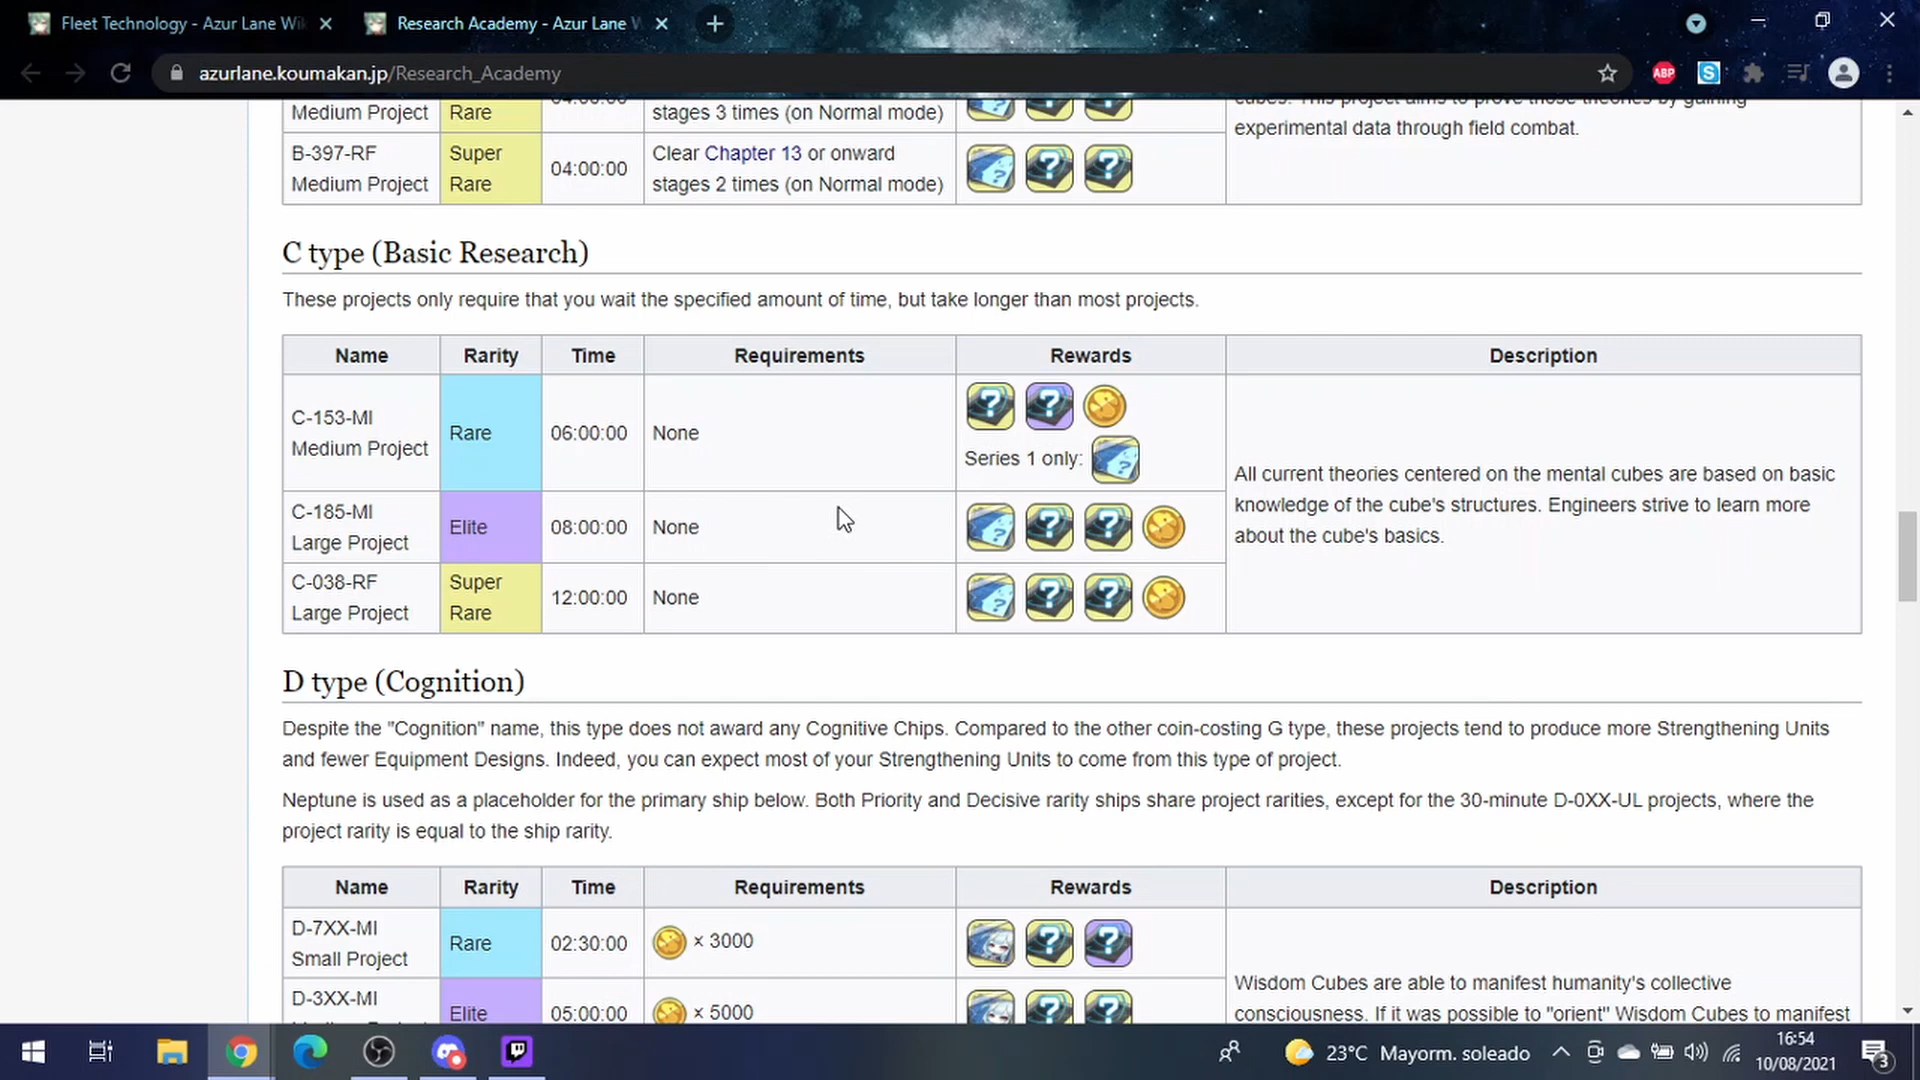 Fleet Technology - Azur Lane Wi
Research Academy - Azur Lane W
azurlane.koumakan.jp/Research_Academy
ABP
Medium Project
Rare
stages 3 times (on Normal mode)
cubes. This project aims to prove those theories by gaining
experimental data through field combat.
B-397-RF
Medium Project
Super
Rare
04:00:00
Clear Chapter 13 or onward
stages 2 times (on Normal mode)
C type (Basic Research)
These projects only require that you wait the specified amount of time, but take longer than most projects.
Name Rarity Time Requirements Rewards Description
C-153-MI
Medium Project
Rare
06:00:00
None
Series 1 only:
All current theories centered on the mental cubes are based on basic
knowledge of the cube's structures. Engineers strive to learn more
about the cube's basics.
C-185-MI
Large Project
Elite
08:00:00
None
C-038-RF
Large Project
Super
Rare
12:00:00
None
D type (Cognition)
Despite the "Cognition" name, this type does not award any Cognitive Chips. Compared to the other coin-costing G type, these projects tend to produce more Strengthening Units
and fewer Equipment Designs. Indeed, you can expect most of your Strengthening Units to come from this type of project.
Neptune is used as a placeholder for the primary ship below. Both Priority and Decisive rarity ships share project rarities, except for the 30-minute D-0XX-UL projects, where the
project rarity is equal to the ship rarity.
Name Rarity Time Requirements Rewards Description
D-7XX-MI
Small Project
Rare
02:30:00
× 3000
D-3XX-MI
Elite
05:00:00
× 5000
Wisdom Cubes are able to manifest humanity's collective
consciousness. If it was possible to "orient" Wisdom Cubes to manifest
23°C Mayorm. soleado
16:54
10/08/2021
3